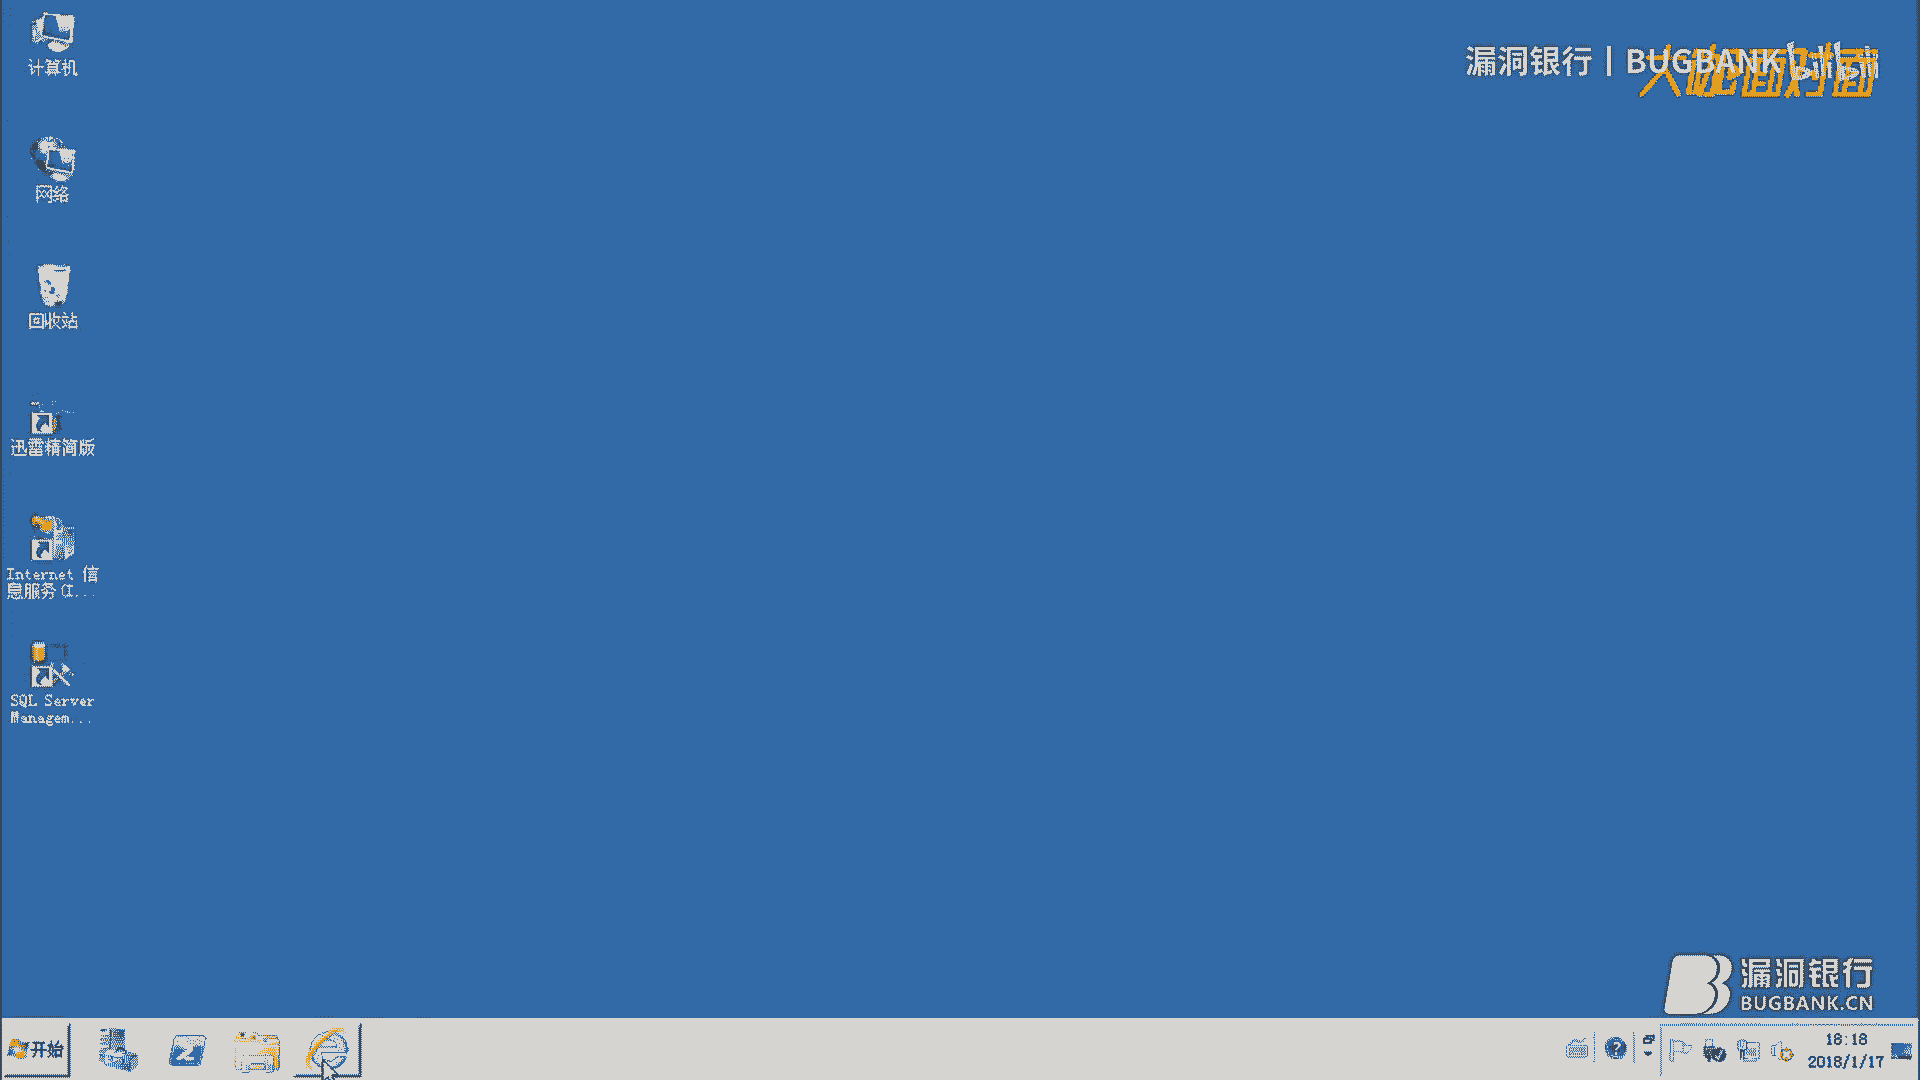 计算机
漏洞银行 | BUGBANK bilibili
大咖面对面
网络
回收站
迅雷精简版
Internet 信
息服务(I...
SQL Server
Managem...
漏洞银行
BUGBANK.CN
开始
18:18
2018/1/17